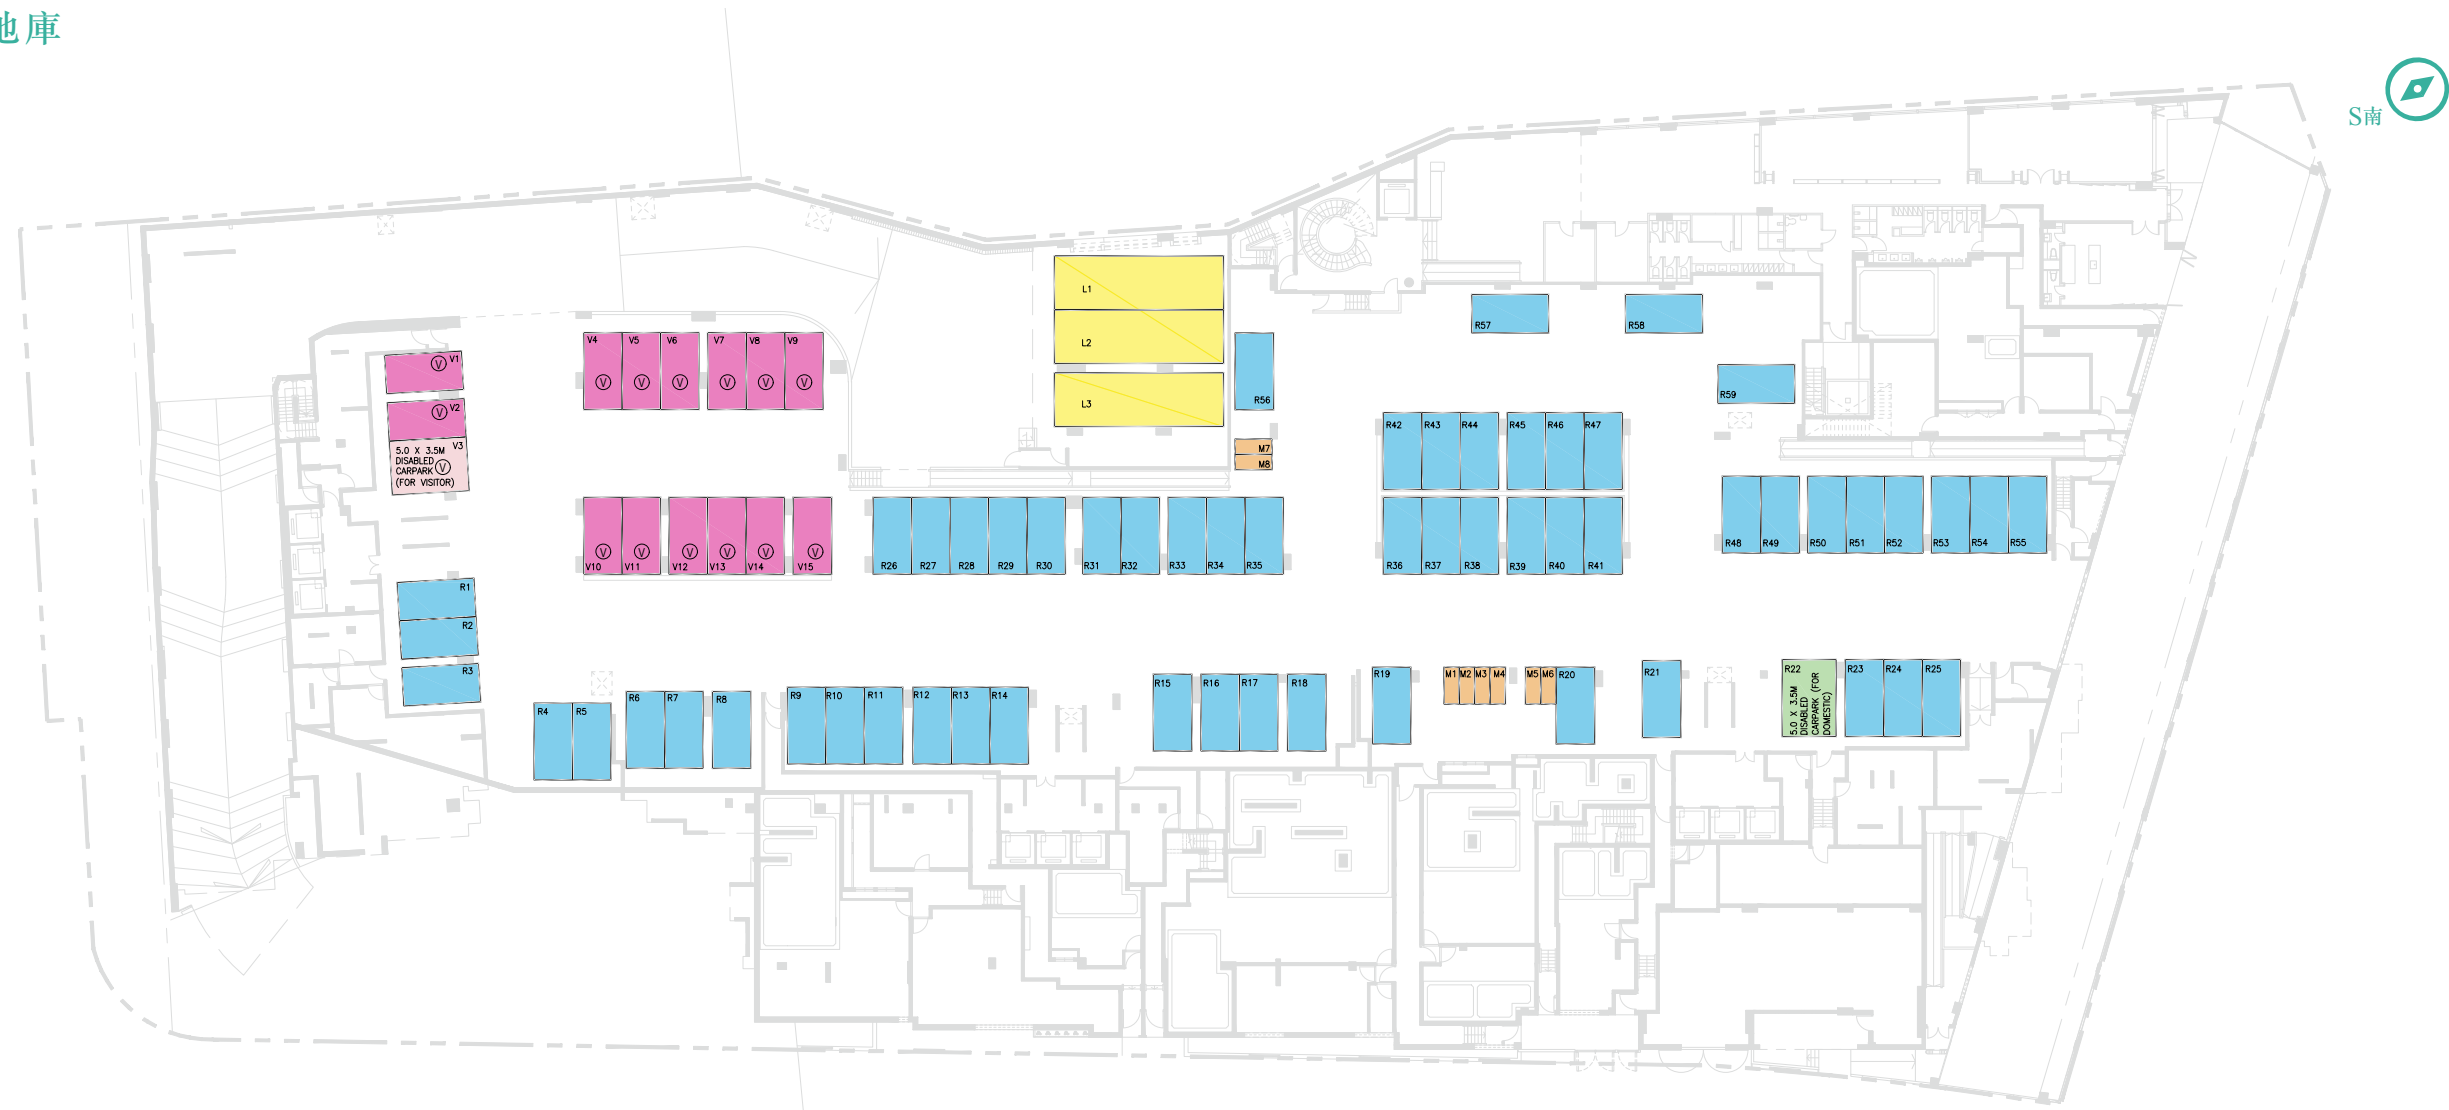 地庫
S南
L1
L2
L3
R57
R58
V4
V5
V6
V7
V8
V9
V1
V
V
V
V
V
V
V
R56
R59
V2
V
V3
5.0 X 3.5M
DISABLED
CARPARK V
(FOR VISITOR)
M7
M8
R42
R43
R44
R45
R46
R47
V
V
V
V
V
V
V10
V11
V12
V13
V14
V15
R26
R27
R28
R29
R30
R31
R32
R33
R34
R35
R36
R37
R38
R39
R40
R41
R48
R49
R50
R51
R52
R53
R54
R55
R1
R2
R3
R4
R5
R6
R7
R8
R9
R10
R11
R12
R13
R14
R15
R16
R17
R18
R19
M1
M2
M3
M4
M5
M6
R20
R21
R22
5.0 X 3.5M
DISABLED
CARPARK (FOR
DOMESTIC)
R23
R24
R25